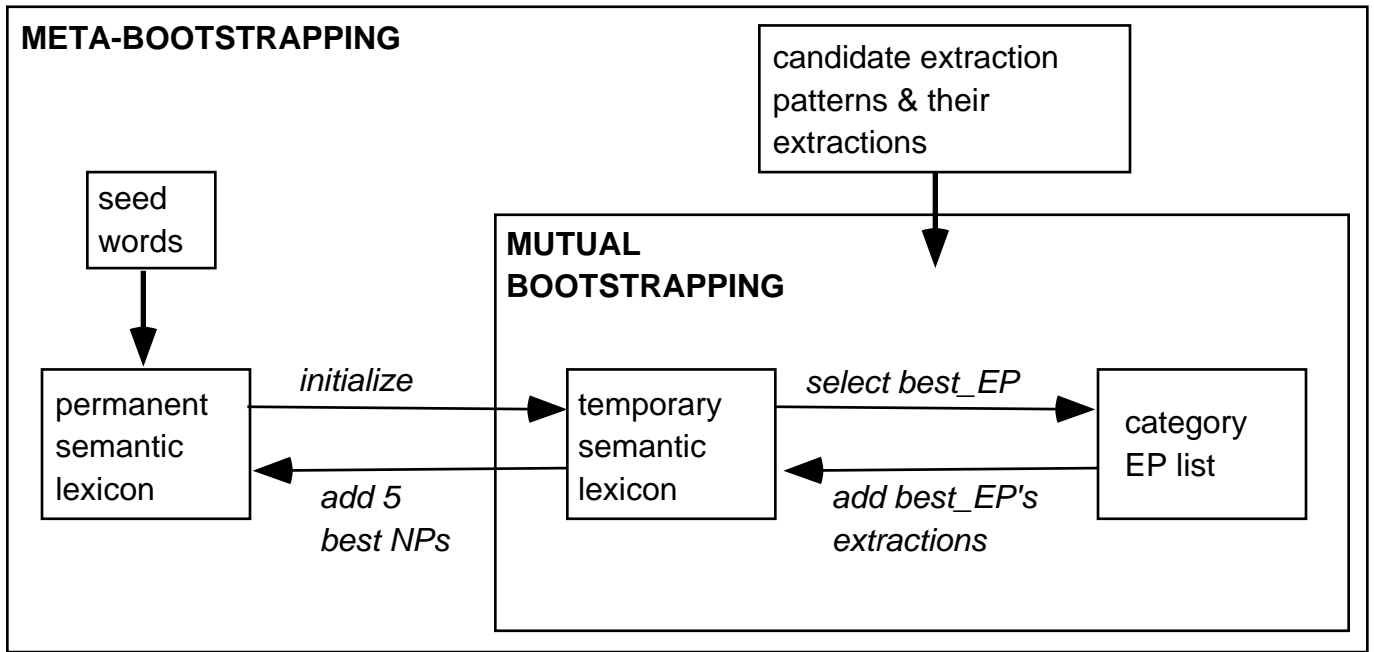 META-BOOTSTRAPPING
candidate extraction
patterns & their
extractions
seed
words
MUTUAL
BOOTSTRAPPING
permanent
semantic
lexicon
initialize
add 5
best NPs
temporary
semantic
lexicon
select best_EP
add best_EP's
extractions
category
EP list